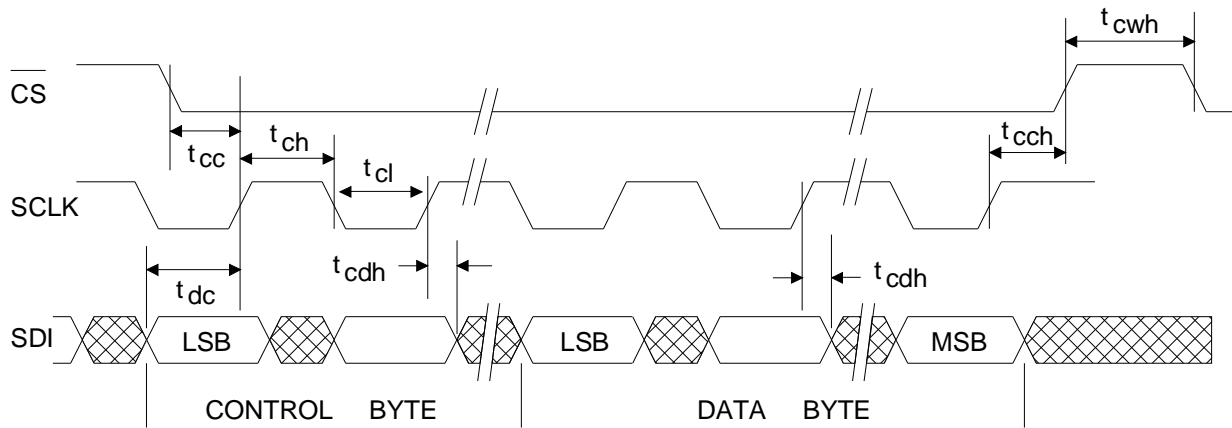 t cwh
CS
t cc
t ch
t cl
t cch
SCLK
t dc
t cdh
t cdh
SDI
LSB
LSB
MSB
CONTROL BYTE
DATA BYTE